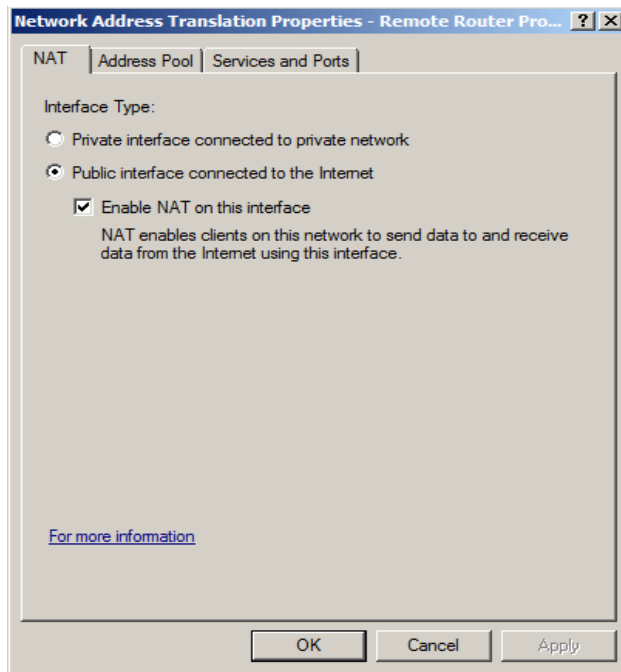 Network Address Translation Properties - Remote Router Pro...
NAT
Address Pool
Services and Ports
Interface Type:
Private interface connected to private network
Public interface connected to the Internet
Enable NAT on this interface
NAT enables clients on this network to send data to and receive
data from the Internet using this interface.
For more information
OK
Cancel
Apply